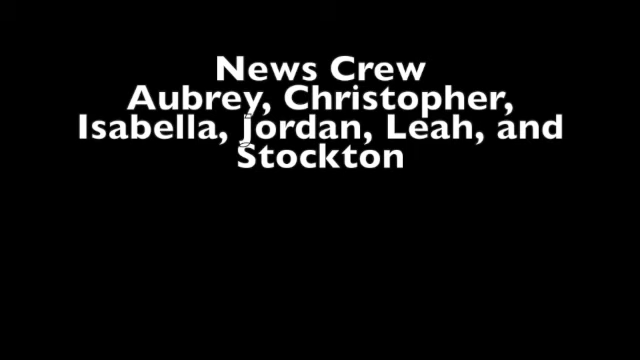 News Crew
Aubrey, Christopher,
Isabella, Jordan, Leah, and
Stockton